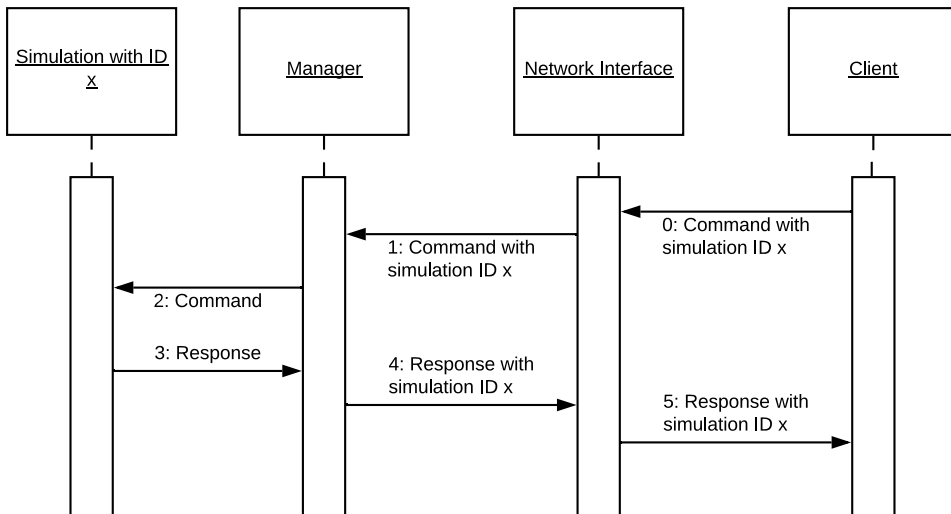 Simulation with ID
x
Manager
Network Interface
Client
0: Command with
simulation ID x
1: Command with
simulation ID x
2: Command
3: Response
4: Response with
simulation ID x
5: Response with
simulation ID x